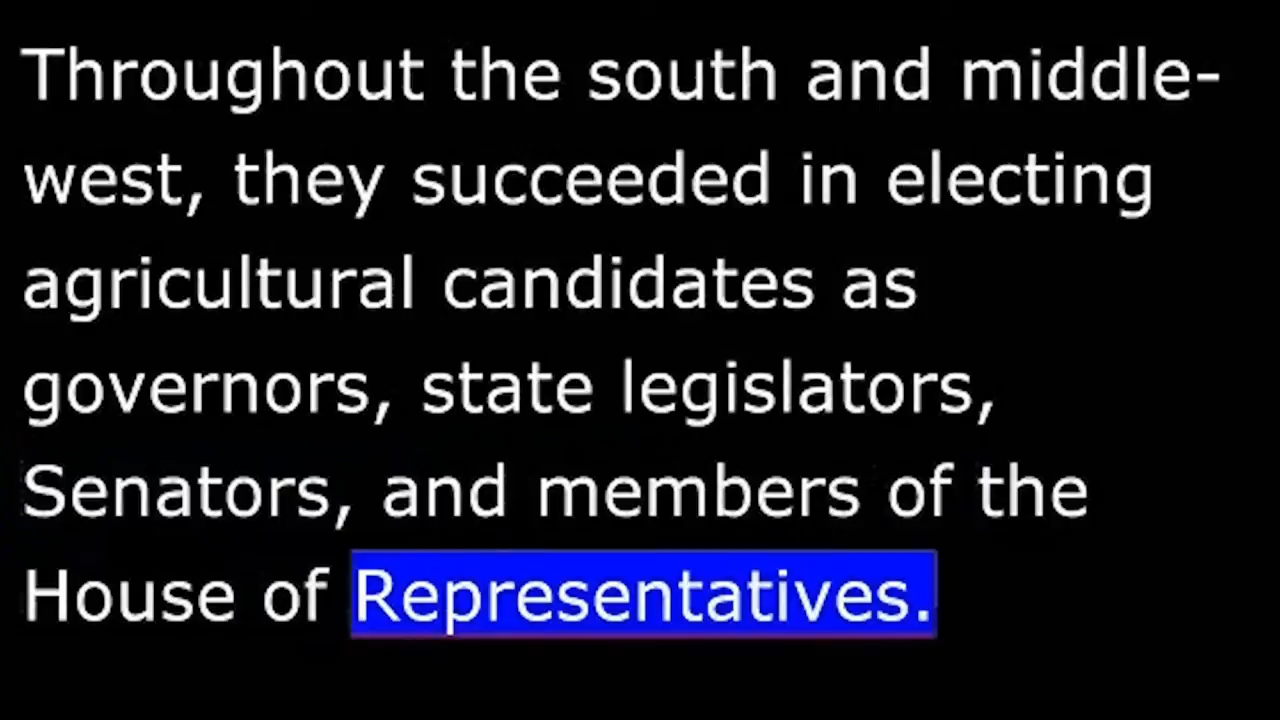 Throughout the south and middle-
west, they succeeded in electing
agricultural candidates as
governors, state legislators,
Senators, and members of the
House of Representatives.